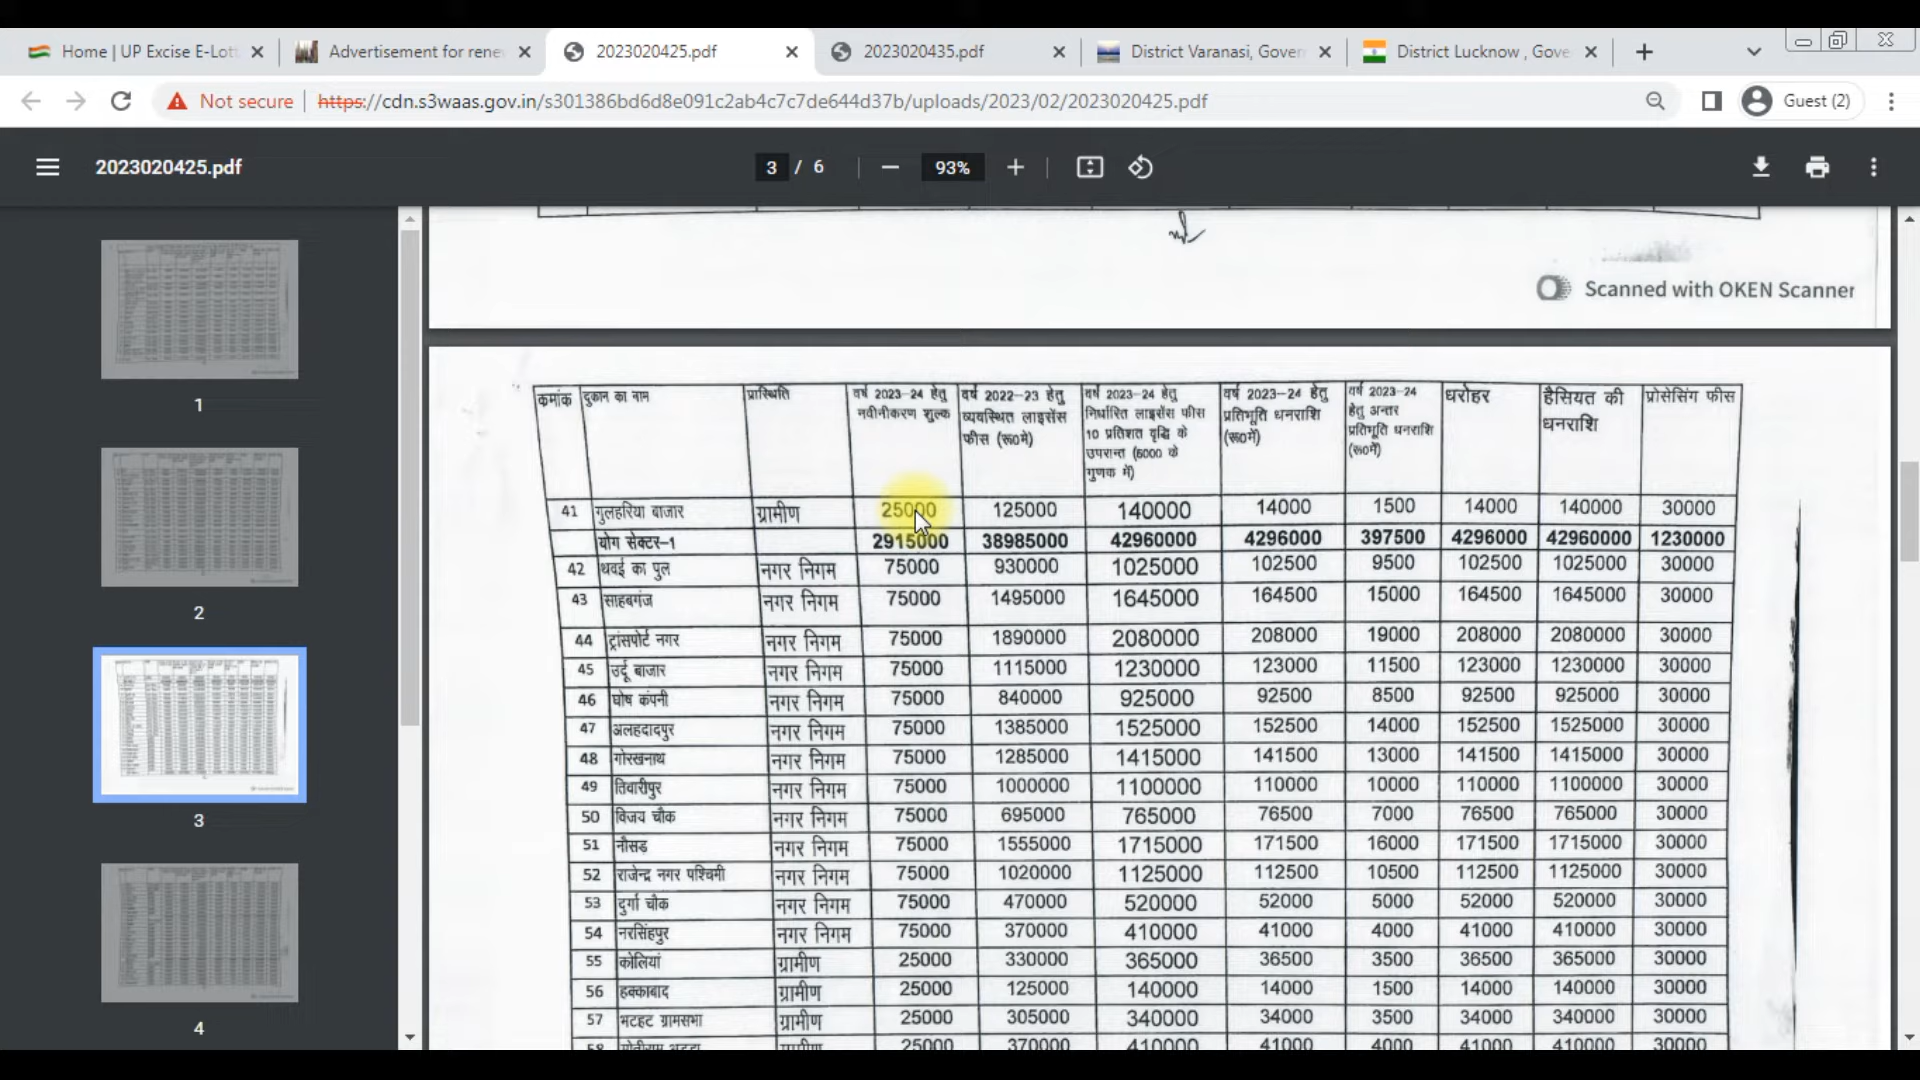 Home | UP Excise E-Lott
Advertisement for rene
2023020425.pdf
2023020435.pdf
District Varanasi, Gover
District Lucknow , Gove
Not secure
https://cdn.s3waas.gov.in/s301386bd6d8e091c2ab4c7c7de644d37b/uploads/2023/02/2023020425.pdf
Guest (2)
2023020425.pdf
3 / 6
93%
1
2
3
4
Scanned with OKEN Scanner
कमांक दुकान का नाम प्रास्थिति वर्ष 2023-24 हेतु वर्ष 2022-23 हेतु वर्ष 2023-24 हेतु वर्ष 2023-24 हेतु वर्ष 2023-24 धरोहर हैसियत की प्रोसेसिंग फीस
नवीनीकरण शुल्क व्यवस्थित लाइसेंस निर्धारित लाइसेंस फीस प्रतिभूति धनराशि हेतु अन्तर धनराशि
फीस (रू0में) 10 प्रतिशत वृद्धि के (रू0में) प्रतिभूति धनराशि
उपरान्त (5000 के (रू0में)
गुणक में)
41 गुलहरिया बाजार ग्रामीण 25000 125000 140000 14000 1500 14000 140000 30000
योग सेक्टर-1 2915000 38985000 42960000 4296000 397500 4296000 42960000 1230000
42 थवई का पुल नगर निगम 75000 930000 1025000 102500 9500 102500 1025000 30000
43 साहबगंज नगर निगम 75000 1495000 1645000 164500 15000 164500 1645000 30000
44 ट्रांसपोर्ट नगर नगर निगम 75000 1890000 2080000 208000 19000 208000 2080000 30000
45 उर्दू बाजार नगर निगम 75000 1115000 1230000 123000 11500 123000 1230000 30000
46 घोष कंपनी नगर निगम 75000 840000 925000 92500 8500 92500 925000 30000
47 अलहदादपुर नगर निगम 75000 1385000 1525000 152500 14000 152500 1525000 30000
48 गोरखनाथ नगर निगम 75000 1285000 1415000 141500 13000 141500 1415000 30000
49 तिवारीपुर नगर निगम 75000 1000000 1100000 110000 10000 110000 1100000 30000
50 विजय चौक नगर निगम 75000 695000 765000 76500 7000 76500 765000 30000
51 नौसड़ नगर निगम 75000 1555000 1715000 171500 16000 171500 1715000 30000
52 राजेन्द्र नगर पश्चिमी नगर निगम 75000 1020000 1125000 112500 10500 112500 1125000 30000
53 दुर्गा चौक नगर निगम 75000 470000 520000 52000 5000 52000 520000 30000
54 नरसिंहपुर नगर निगम 75000 370000 410000 41000 4000 41000 410000 30000
55 कोलियां ग्रामीण 25000 330000 365000 36500 3500 36500 365000 30000
56 हक्काबाद ग्रामीण 25000 125000 140000 14000 1500 14000 140000 30000
57 भटहट ग्रामसभा ग्रामीण 25000 305000 340000 34000 3500 34000 340000 30000
58 ग्रामीण 25000 370000 410000 41000 4000 41000 410000 30000